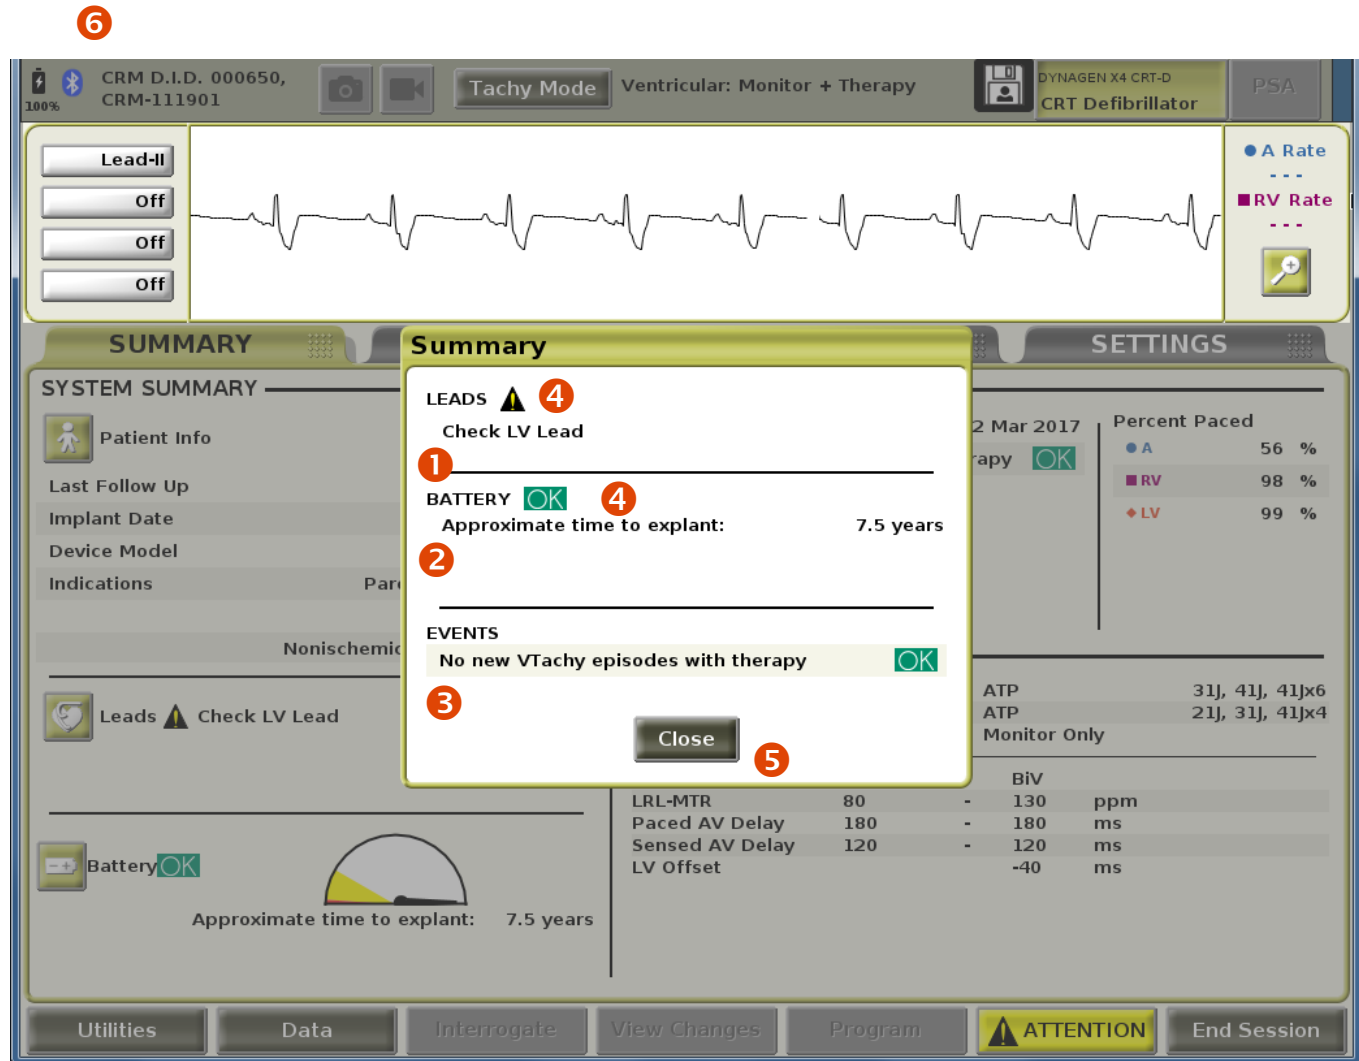 6
CRM D.I.D. 000650,
CRM-111901
100%
Tachy Mode
Ventricular: Monitor + Therapy
DYNAGEN X4 CRT-D
CRT Defibrillator
PSA
Lead-II
Off
Off
Off
A Rate
---
RV Rate
---
SUMMARY
SETTINGS
Summary
LEADS 4
Check LV Lead
1
BATTERY OK 4
Approximate time to explant: 7.5 years
2
EVENTS
No new VTachy episodes with therapy OK
3
Close
5
SYSTEM SUMMARY
Patient Info
Last Follow Up
Implant Date
Device Model
Indications Par
Nonischemic
Leads Check LV Lead
Battery OK
Approximate time to explant: 7.5 years
2 Mar 2017
rapy OK
Percent Paced
A 56 %
RV 98 %
LV 99 %
ATP 31J, 41J, 41Jx6
ATP 21J, 31J, 41Jx4
Monitor Only
BiV
LRL-MTR 80 - 130 ppm
Paced AV Delay 180 - 180 ms
Sensed AV Delay 120 - 120 ms
LV Offset -40 ms
Utilities
Data
Interrogate
View Changes
Program
ATTENTION
End Session